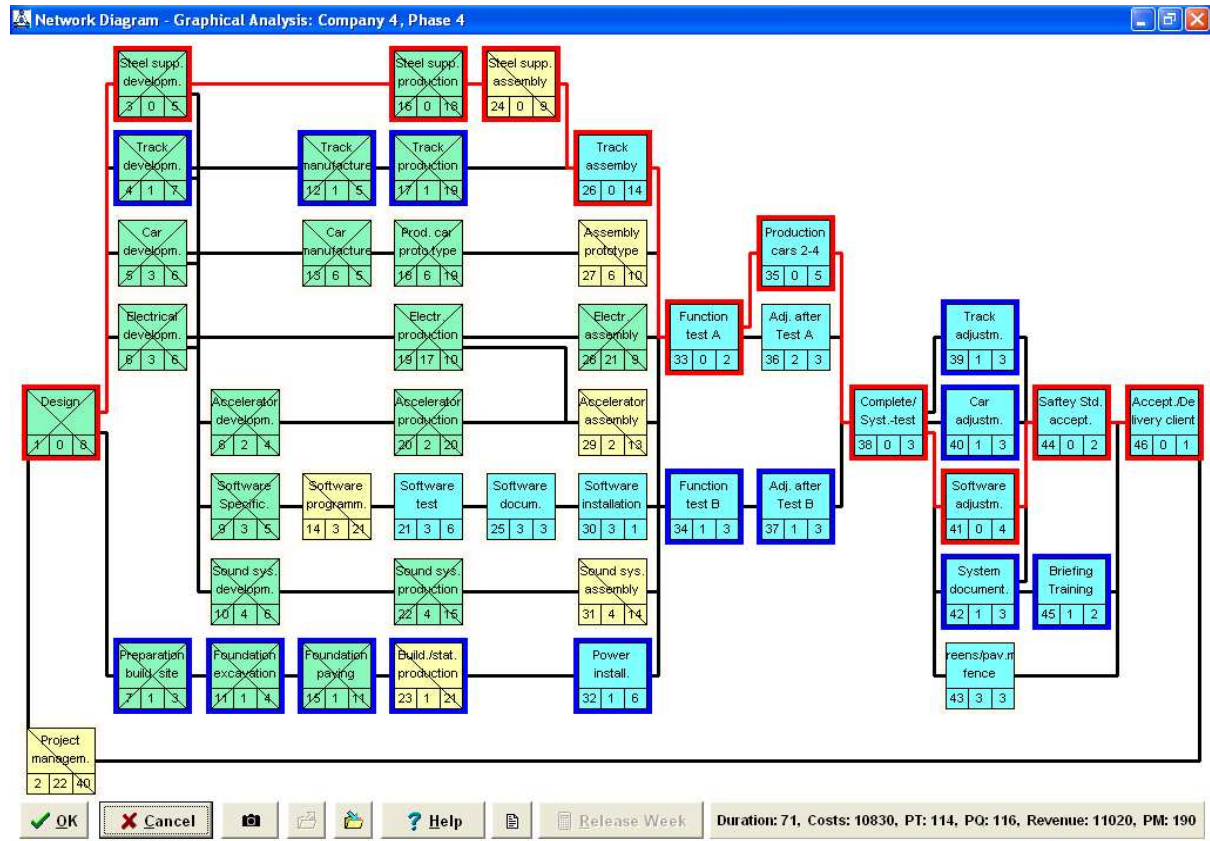 Network Diagram - Graphical Analysis: Company 4, Phase 4
Steel supp.
developm.
3 0 5
Steel supp.
production
16 0 18
Steel supp.
assembly
24 0 9
Track
developm.
4 1 7
Track
manufacture
12 1 5
Track
production
17 1 19
Track
assemby
26 0 14
Car
developm.
5 3 6
Car
manufacture
13 6 5
Prod. car
proto.type
18 6 19
Assembly
prototype
27 6 10
Production
cars 2-4
35 0 5
Electrical
developm.
6 3 6
Electr.
production
19 17 10
Electr.
assembly
28 21 9
Function
test A
33 0 2
Adj. after
Test A
36 2 3
Track
adjustm.
39 1 3
Design
1 0 8
Accelerator
developm.
8 2 4
Accelerator
production
20 2 20
Accelerator
assembly
29 2 13
Complete/
Syst.-test
38 0 3
Car
adjustm.
40 1 3
Saftey Std.
accept.
44 0 2
Accept./De
livery client
46 0 1
Software
Specific.
9 3 5
Software
programm.
14 3 21
Software
test
21 3 6
Software
docum.
25 3 3
Software
installation
30 3 1
Function
test B
34 1 3
Adj. after
Test B
37 1 3
Software
adjustm.
41 0 4
Sound sys.
developm.
10 4 6
Sound sys.
production
22 4 15
Sound sys.
assembly
31 4 14
System
document.
42 1 3
Briefing
Training
45 1 2
Preparation
build. site
7 1 3
Foundation
excavation
11 1 4
Foundation
paving
15 1 11
Build./stat.
production
23 1 21
Power
install.
32 1 6
reens/pav.m
fence
43 3 3
Project
managem.
2 22 40
OK
Cancel
Help
Release Week
Duration: 71, Costs: 10830, PT: 114, PQ: 116, Revenue: 11020, PM: 190